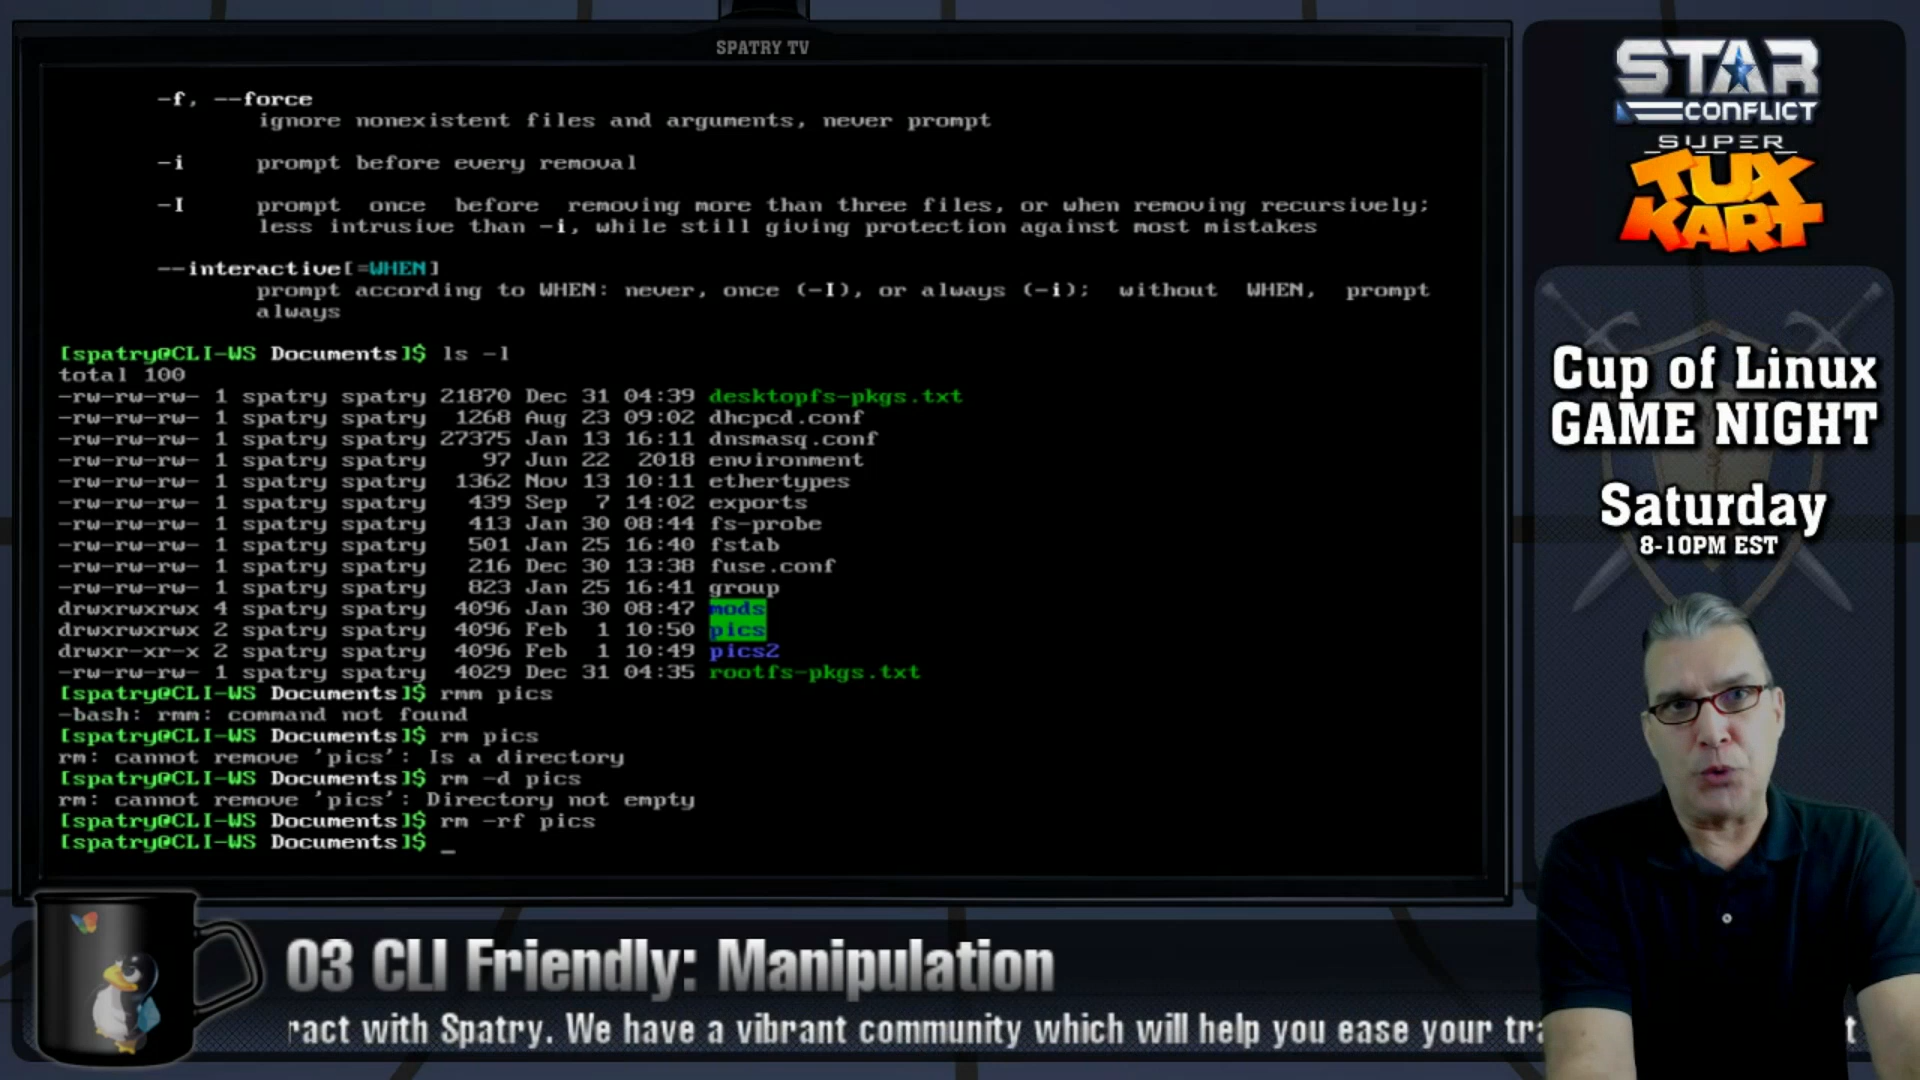 SPATRY TV
-f, --force
ignore nonexistent files and arguments, never prompt
-i prompt before every removal
-I prompt once before removing more than three files, or when removing recursively;
less intrusive than -i, while still giving protection against most mistakes
--interactive[=WHEN]
prompt according to WHEN: never, once (-I), or always (-i); without WHEN, prompt
always
[spatry@CLI-WS Documents]$ ls -l
total 100
-rw-rw-rw- 1 spatry spatry 21870 Dec 31 04:39 desktopfs-pkgs.txt
-rw-rw-rw- 1 spatry spatry 1268 Aug 23 09:02 dhcpcd.conf
-rw-rw-rw- 1 spatry spatry 27375 Jan 13 16:11 dnsmasq.conf
-rw-rw-rw- 1 spatry spatry 97 Jun 22 2018 environment
-rw-rw-rw- 1 spatry spatry 1362 Nov 13 10:11 ethertypes
-rw-rw-rw- 1 spatry spatry 439 Sep 7 14:02 exports
-rw-rw-rw- 1 spatry spatry 413 Jan 30 08:44 fs-probe
-rw-rw-rw- 1 spatry spatry 501 Jan 25 16:40 fstab
-rw-rw-rw- 1 spatry spatry 216 Dec 30 13:38 fuse.conf
-rw-rw-rw- 1 spatry spatry 823 Jan 25 16:41 group
drwxrwxrwx 4 spatry spatry 4096 Jan 30 08:47 mods
drwxrwxrwx 2 spatry spatry 4096 Feb 1 10:50 pics
drwxr-xr-x 2 spatry spatry 4096 Feb 1 10:49 pics2
-rw-rw-rw- 1 spatry spatry 4029 Dec 31 04:35 rootfs-pkgs.txt
[spatry@CLI-WS Documents]$ rmm pics
-bash: rmm: command not found
[spatry@CLI-WS Documents]$ rm pics
rm: cannot remove 'pics': Is a directory
[spatry@CLI-WS Documents]$ rm -d pics
rm: cannot remove 'pics': Directory not empty
[spatry@CLI-WS Documents]$ rm -rf pics
[spatry@CLI-WS Documents]$ _
STAR
CONFLICT
SUPER
TUX
KART
Cup of Linux
GAME NIGHT
Saturday
8-10PM EST
03 CLI Friendly: Manipulation
ract with Spatry. We have a vibrant community which will help you ease your tra